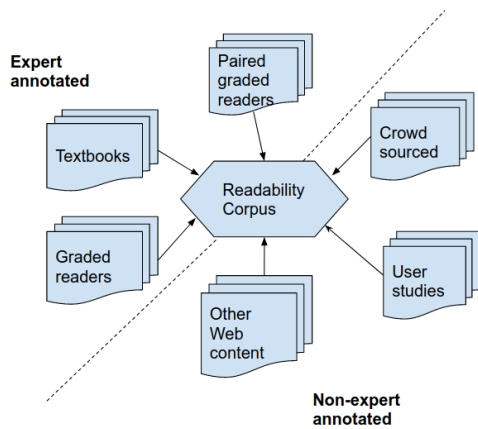 Expert
annotated
Paired
graded
readers
Textbooks
Crowd
sourced
Readability
Corpus
Graded
readers
User
studies
Other
Web
content
Non-expert
annotated